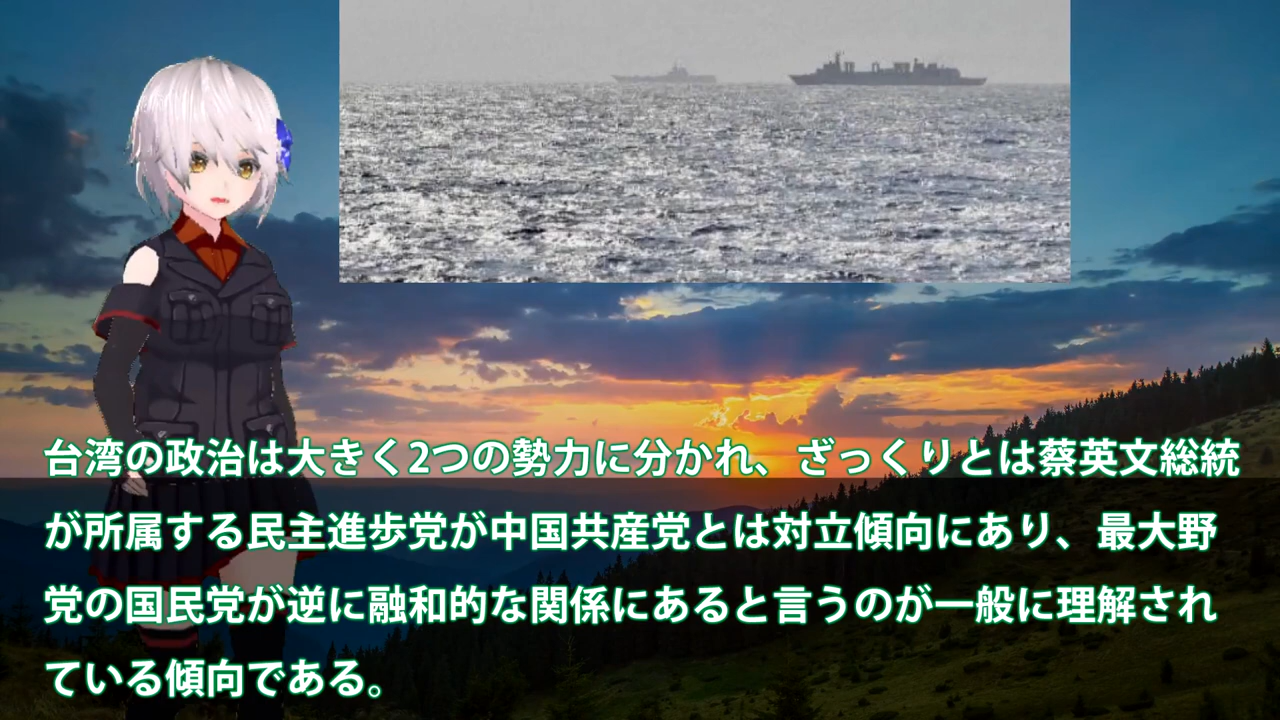 台湾の政治は大きく2つの勢力に分かれ、ざっくりとは蔡英文総統
が所属する民主進歩党が中国共産党とは対立傾向にあり、最大野
党の国民党が逆に融和的な関係にあると言うのが一般に理解され
ている傾向である。